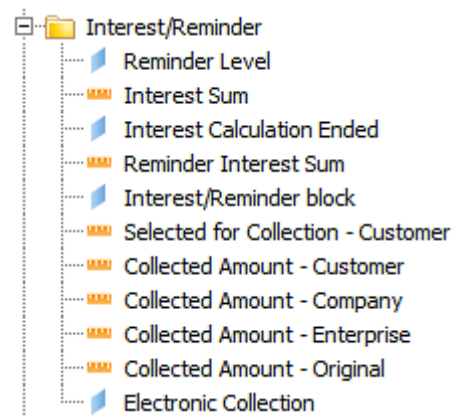 Interest/Reminder
Reminder Level
Interest Sum
Interest Calculation Ended
Reminder Interest Sum
Interest/Reminder block
Selected for Collection - Customer
Collected Amount - Customer
Collected Amount - Company
Collected Amount - Enterprise
Collected Amount - Original
Electronic Collection